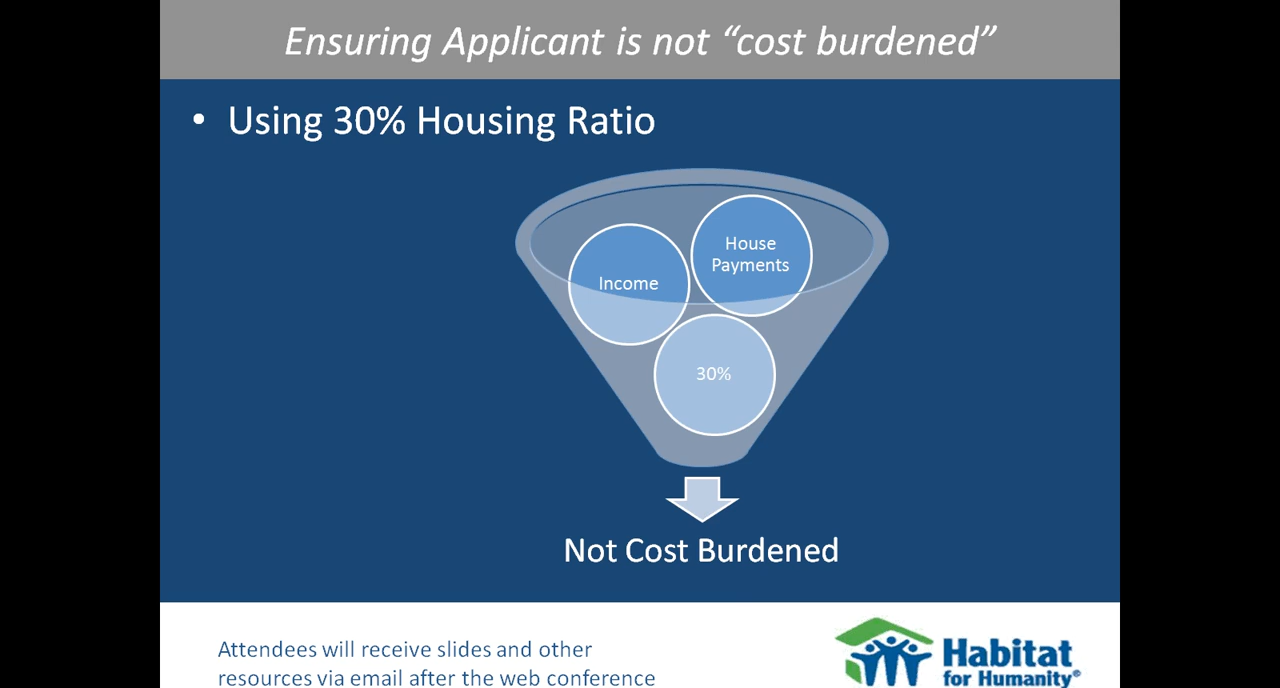 Ensuring Applicant is not “cost burdened”
• Using 30% Housing Ratio
House
Payments
Income
30%
Not Cost Burdened
Attendees will receive slides and other
resources via email after the web conference
Habitat
for Humanity®